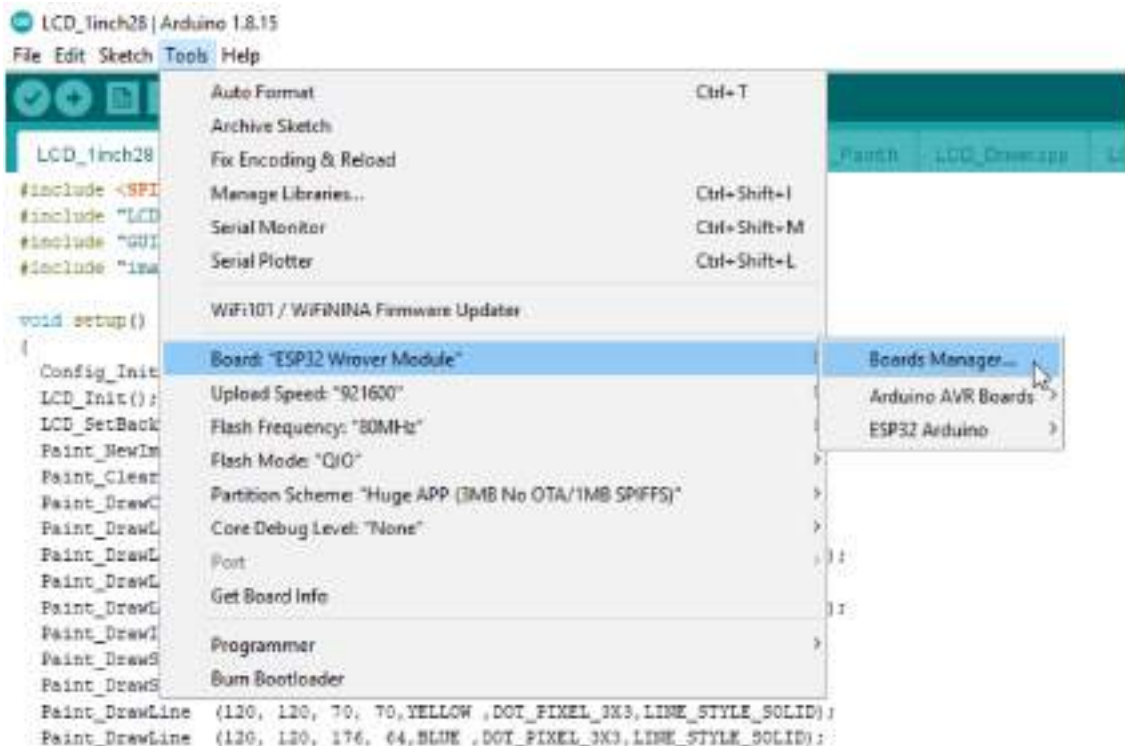 LCD_1inch28 | Arduino 1.8.15
File Edit Sketch Tools Help
LCD_1inch28
LCD_Driver.cpp
Auto Format Ctrl+T
Archive Sketch
Fix Encoding & Reload
Manage Libraries... Ctrl+Shift+I
Serial Monitor Ctrl+Shift+M
Serial Plotter Ctrl+Shift+L
WiFi101 / WiFiNINA Firmware Updater
Board: "ESP32 Wrover Module"
Boards Manager...
Upload Speed: "921600"
Arduino AVR Boards
Flash Frequency: "80MHz"
ESP32 Arduino
Flash Mode: "QIO"
Partition Scheme: "Huge APP (3MB No OTA/1MB SPIFFS)"
Core Debug Level: "None"
Port
Get Board Info
Programmer
Burn Bootloader
#include <SPI
#include "LCD
#include "GUI
#include "ima
void setup()
{
Config_Init
LCD_Init();
LCD_SetBack
Paint_NewIm
Paint_Clear
Paint_DrawC
Paint_DrawL
Paint_DrawL );
Paint_DrawL
Paint_DrawL );
Paint_DrawI
Paint_DrawS
Paint_DrawS
Paint_DrawLine (120, 120, 70, 70,YELLOW ,DOT_PIXEL_3X3,LINE_STYLE_SOLID);
Paint_DrawLine (120, 120, 176, 64,BLUE ,DOT_PIXEL_3X3,LINE_STYLE_SOLID);